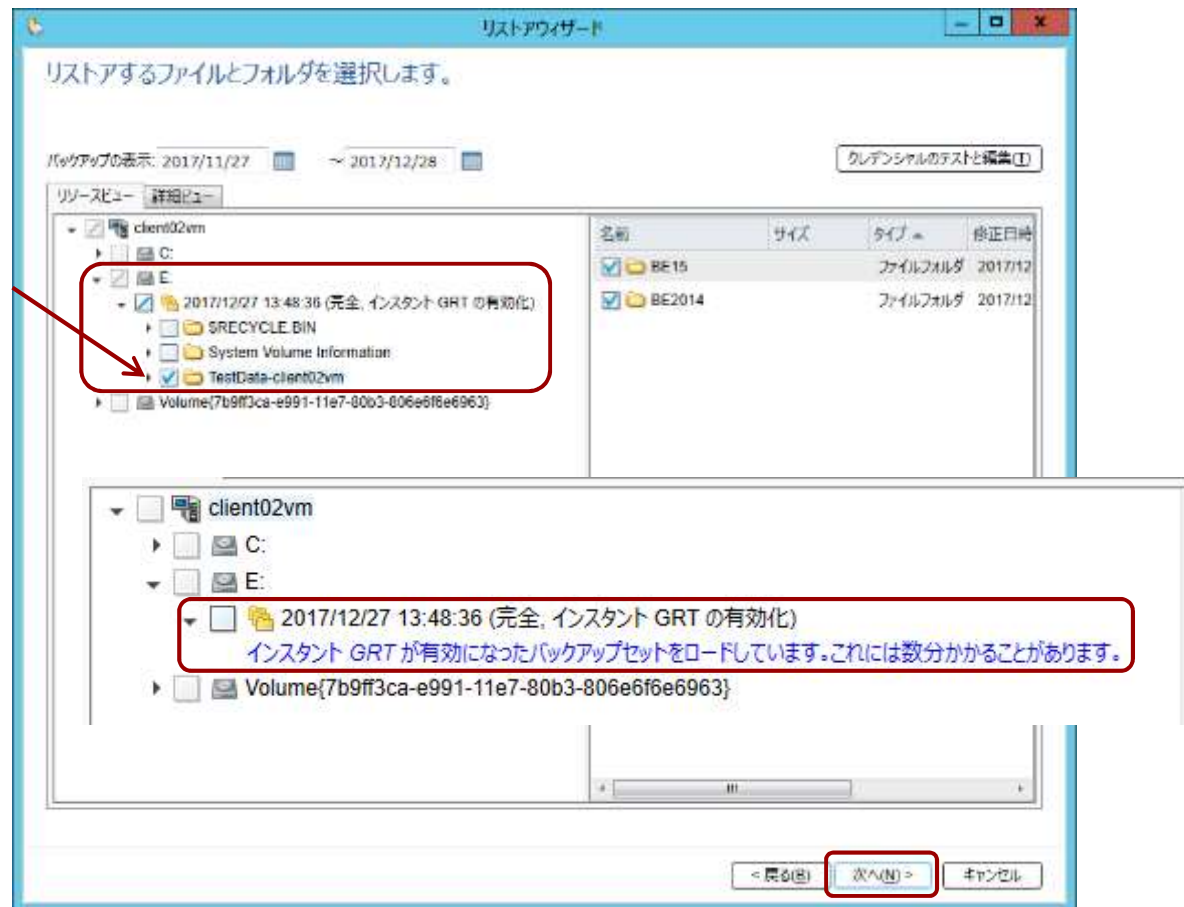 リストアウィザード
リストアするファイルとフォルダを選択します。
バックアップの表示: 2017/11/27 ～ 2017/12/28
クレデンシャルのテストと編集(T)
リソースビュー 詳細ビュー
client02vm
C:
E:
2017/12/27 13:48:36 (完全, インスタント GRT の有効化)
$RECYCLE.BIN
System Volume Information
TestData-client02vm
Volume{7b9ff3ca-e991-11e7-80b3-806e6f6e6963}
名前 サイズ タイプ 修正日時
BE15 ファイルフォルダ 2017/12
BE2014 ファイルフォルダ 2017/12
client02vm
C:
E:
2017/12/27 13:48:36 (完全, インスタント GRT の有効化)
インスタント GRT が有効になったバックアップセットをロードしています。これには数分かかることがあります。
Volume{7b9ff3ca-e991-11e7-80b3-806e6f6e6963}
< 戻る(B) 次へ(N) > キャンセル